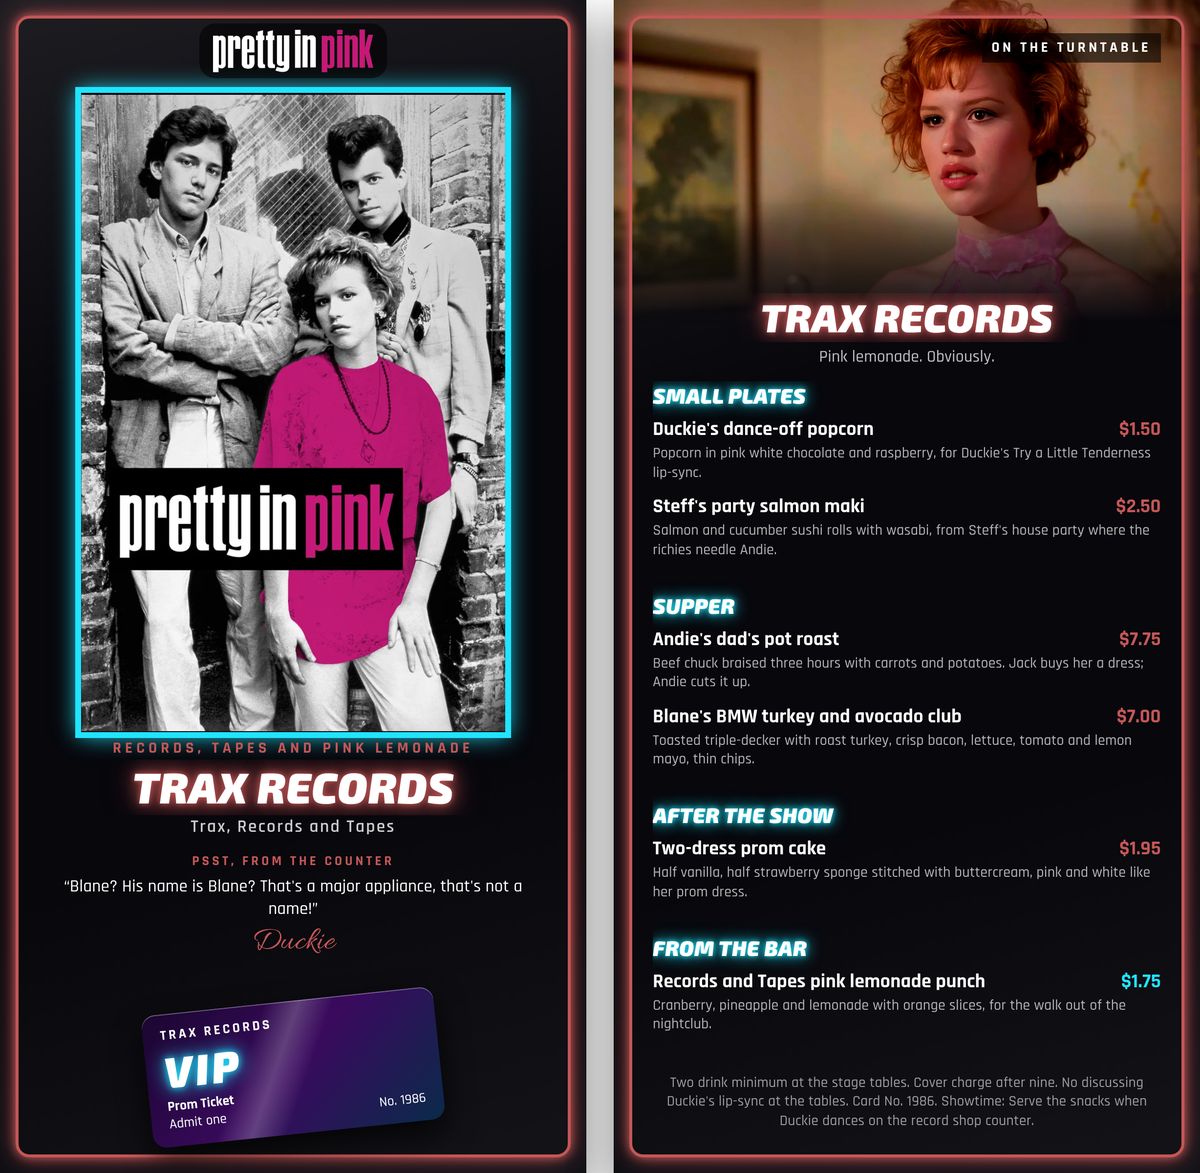 pretty in pink
pretty in pink
RECORDS, TAPES AND PINK LEMONADE
TRAX RECORDS
Trax, Records and Tapes
PSST, FROM THE COUNTER
“Blane? His name is Blane? That's a major appliance, that's not a
name!”
Duckie
TRAX RECORDS
VIP
Prom Ticket
Admit one
No. 1986
ON THE TURNTABLE
TRAX RECORDS
Pink lemonade. Obviously.
SMALL PLATES
Duckie's dance-off popcorn $1.50
Popcorn in pink white chocolate and raspberry, for Duckie's Try a Little Tenderness
lip-sync.
Steff's party salmon maki $2.50
Salmon and cucumber sushi rolls with wasabi, from Steff's house party where the
richies needle Andie.
SUPPER
Andie's dad's pot roast $7.75
Beef chuck braised three hours with carrots and potatoes. Jack buys her a dress;
Andie cuts it up.
Blane's BMW turkey and avocado club $7.00
Toasted triple-decker with roast turkey, crisp bacon, lettuce, tomato and lemon
mayo, thin chips.
AFTER THE SHOW
Two-dress prom cake $1.95
Half vanilla, half strawberry sponge stitched with buttercream, pink and white like
her prom dress.
FROM THE BAR
Records and Tapes pink lemonade punch $1.75
Cranberry, pineapple and lemonade with orange slices, for the walk out of the
nightclub.
Two drink minimum at the stage tables. Cover charge after nine. No discussing
Duckie's lip-sync at the tables. Card No. 1986. Showtime: Serve the snacks when
Duckie dances on the record shop counter.